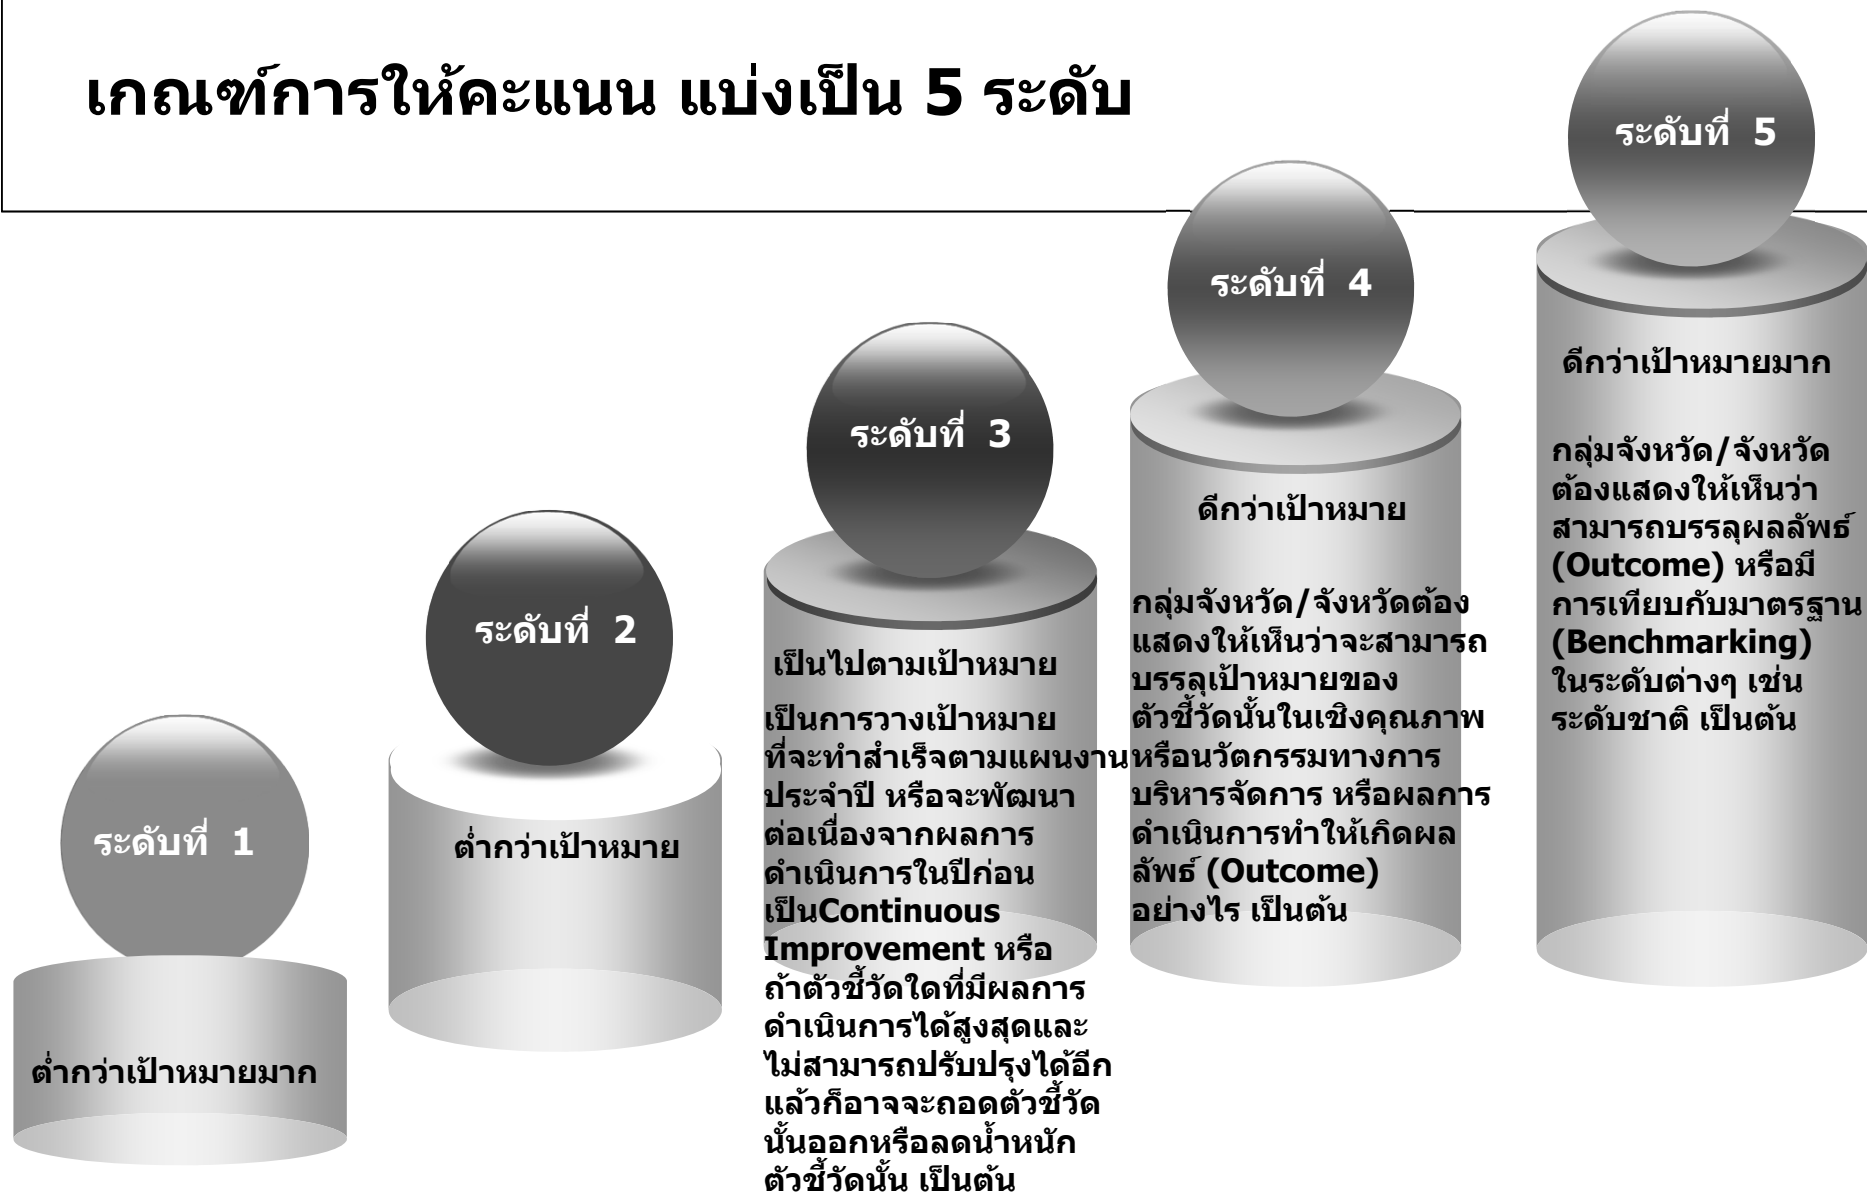 เกณฑ์การให้คะแนน แบ่งเป็น 5 ระดับ
ระดับที่ 1
ต่ำกว่าเป้าหมายมาก
ระดับที่ 2
ต่ำกว่าเป้าหมาย
ระดับที่ 3
เป็นไปตามเป้าหมาย
เป็นการวางเป้าหมาย
ที่จะทำสำเร็จตามแผนงาน
ประจำปี หรือจะพัฒนา
ต่อเนื่องจากผลการ
ดำเนินการในปีก่อน
เป็นContinuous
Improvement หรือ
ถ้าตัวชี้วัดใดที่มีผลการ
ดำเนินการได้สูงสุดและ
ไม่สามารถปรับปรุงได้อีก
แล้วก็อาจจะถอดตัวชี้วัด
นั้นออกหรือลดน้ำหนัก
ตัวชี้วัดนั้น เป็นต้น
ระดับที่ 4
ดีกว่าเป้าหมาย
กลุ่มจังหวัด/จังหวัดต้อง
แสดงให้เห็นว่าจะสามารถ
บรรลุเป้าหมายของ
ตัวชี้วัดนั้นในเชิงคุณภาพ
หรือนวัตกรรมทางการ
บริหารจัดการ หรือผลการ
ดำเนินการทำให้เกิดผล
ลัพธ์ (Outcome)
อย่างไร เป็นต้น
ระดับที่ 5
ดีกว่าเป้าหมายมาก
กลุ่มจังหวัด/จังหวัด
ต้องแสดงให้เห็นว่า
สามารถบรรลุผลลัพธ์
(Outcome) หรือมี
การเทียบกับมาตรฐาน
(Benchmarking)
ในระดับต่างๆ เช่น
ระดับชาติ เป็นต้น